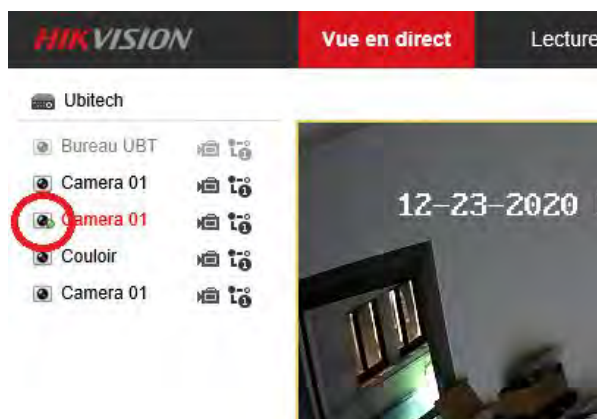 HIKVISION
Vue en direct
Lecture
Ubitech
Bureau UBT
Camera 01
Camera 01
Couloir
Camera 01
12-23-2020